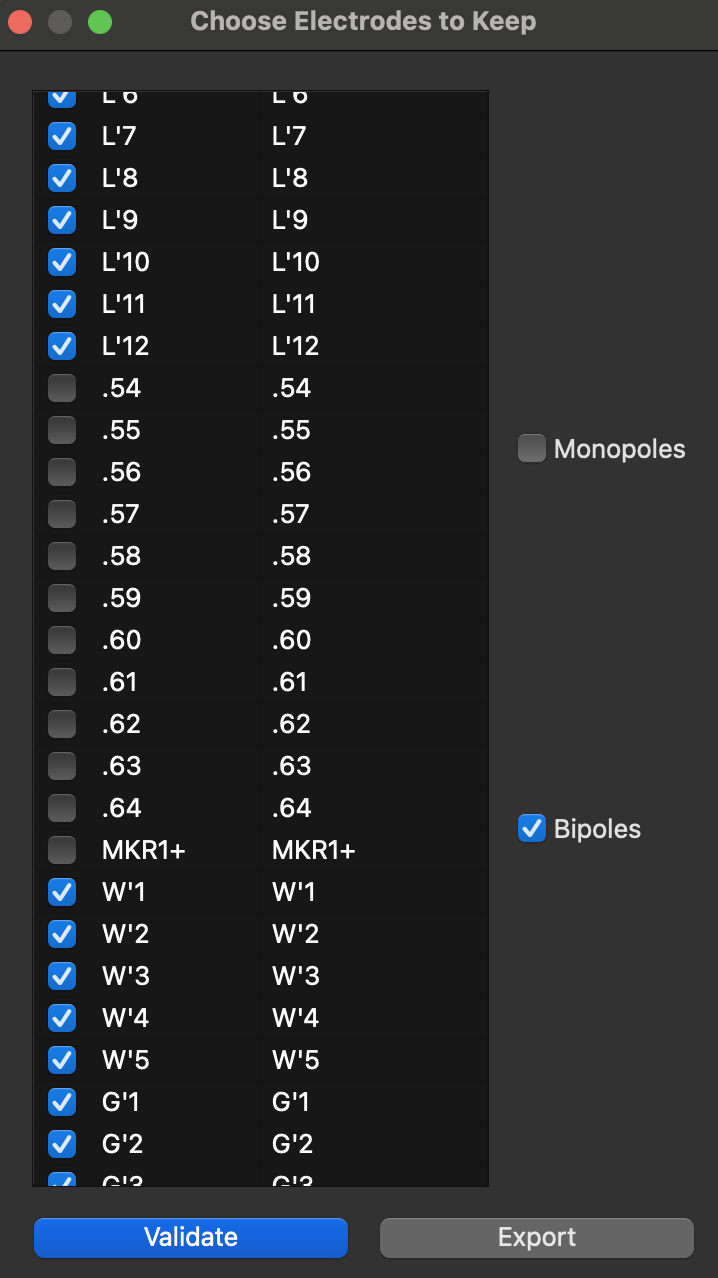 Choose Electrodes to Keep
L'6 L'6
L'7 L'7
L'8 L'8
L'9 L'9
L'10 L'10
L'11 L'11
L'12 L'12
.54 .54
.55 .55
Monopoles
.56 .56
.57 .57
.58 .58
.59 .59
.60 .60
.61 .61
.62 .62
.63 .63
.64 .64
Bipoles
MKR1+ MKR1+
W'1 W'1
W'2 W'2
W'3 W'3
W'4 W'4
W'5 W'5
G'1 G'1
G'2 G'2
G'3 G'3
Validate Export